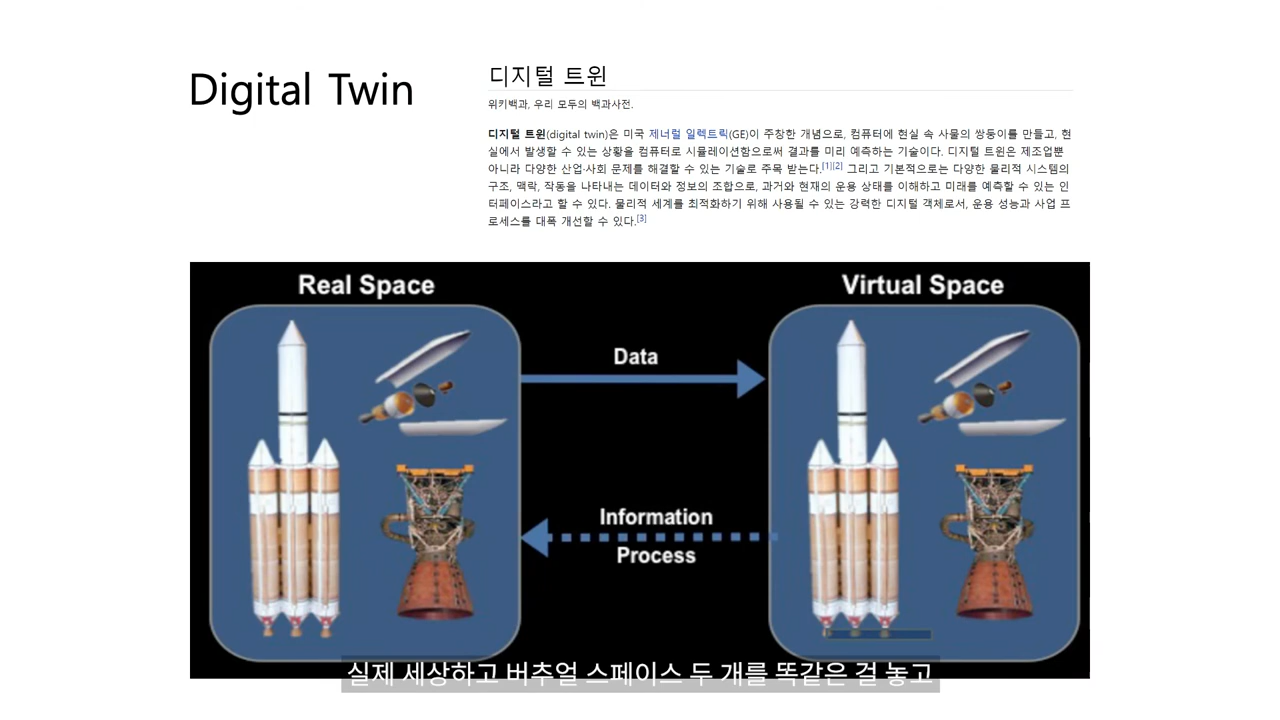 Digital Twin
디지털 트윈
위키백과, 우리 모두의 백과사전.
디지털 트윈(digital twin)은 미국 제너럴 일렉트릭(GE)이 주창한 개념으로, 컴퓨터에 현실 속 사물의 쌍둥이를 만들고, 현
실에서 발생할 수 있는 상황을 컴퓨터로 시뮬레이션함으로써 결과를 미리 예측하는 기술이다. 디지털 트윈은 제조업뿐
아니라 다양한 산업·사회 문제를 해결할 수 있는 기술로 주목 받는다.[1][2] 그리고 기본적으로는 다양한 물리적 시스템의
구조, 맥락, 작동을 나타내는 데이터와 정보의 조합으로, 과거와 현재의 운용 상태를 이해하고 미래를 예측할 수 있는 인
터페이스라고 할 수 있다. 물리적 세계를 최적화하기 위해 사용될 수 있는 강력한 디지털 객체로서, 운용 성능과 사업 프
로세스를 대폭 개선할 수 있다.[3]
Real Space
Virtual Space
Data
Information
Process
실제 세상하고 버추얼 스페이스 두 개를 똑같은 걸 놓고